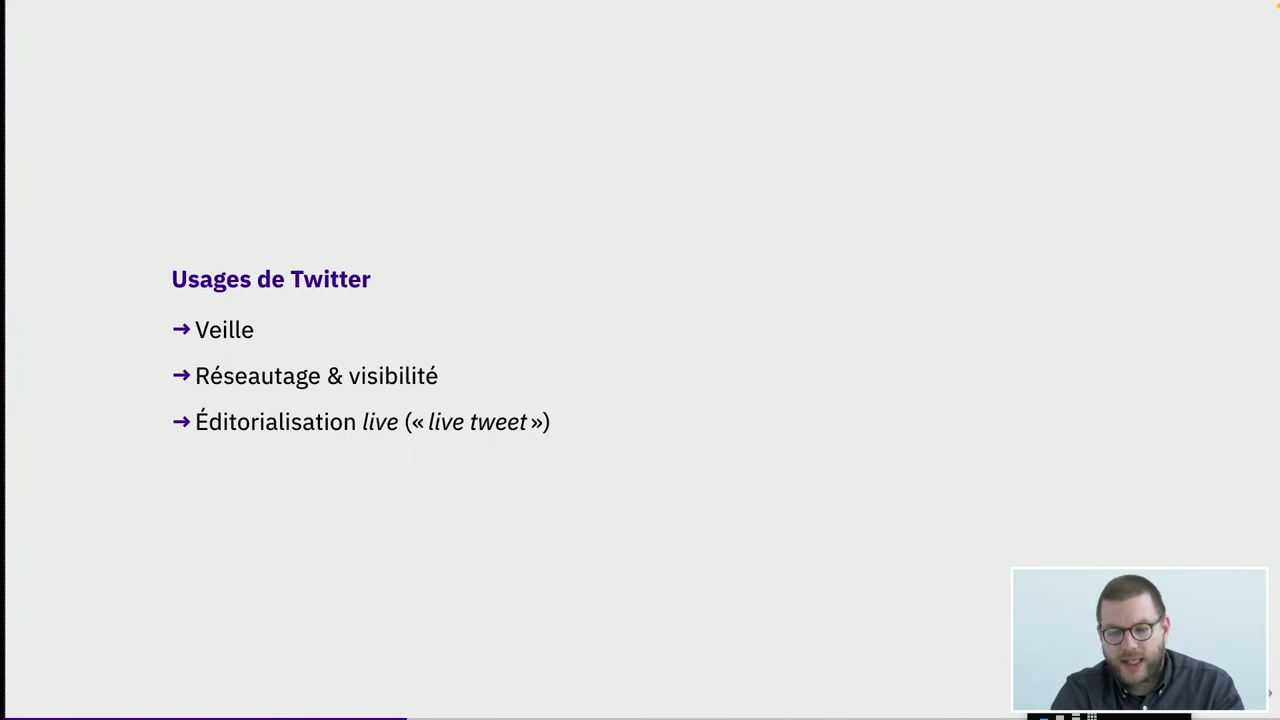 Usages de Twitter
→ Veille
→ Réseautage & visibilité
→ Éditorialisation live (« live tweet »)